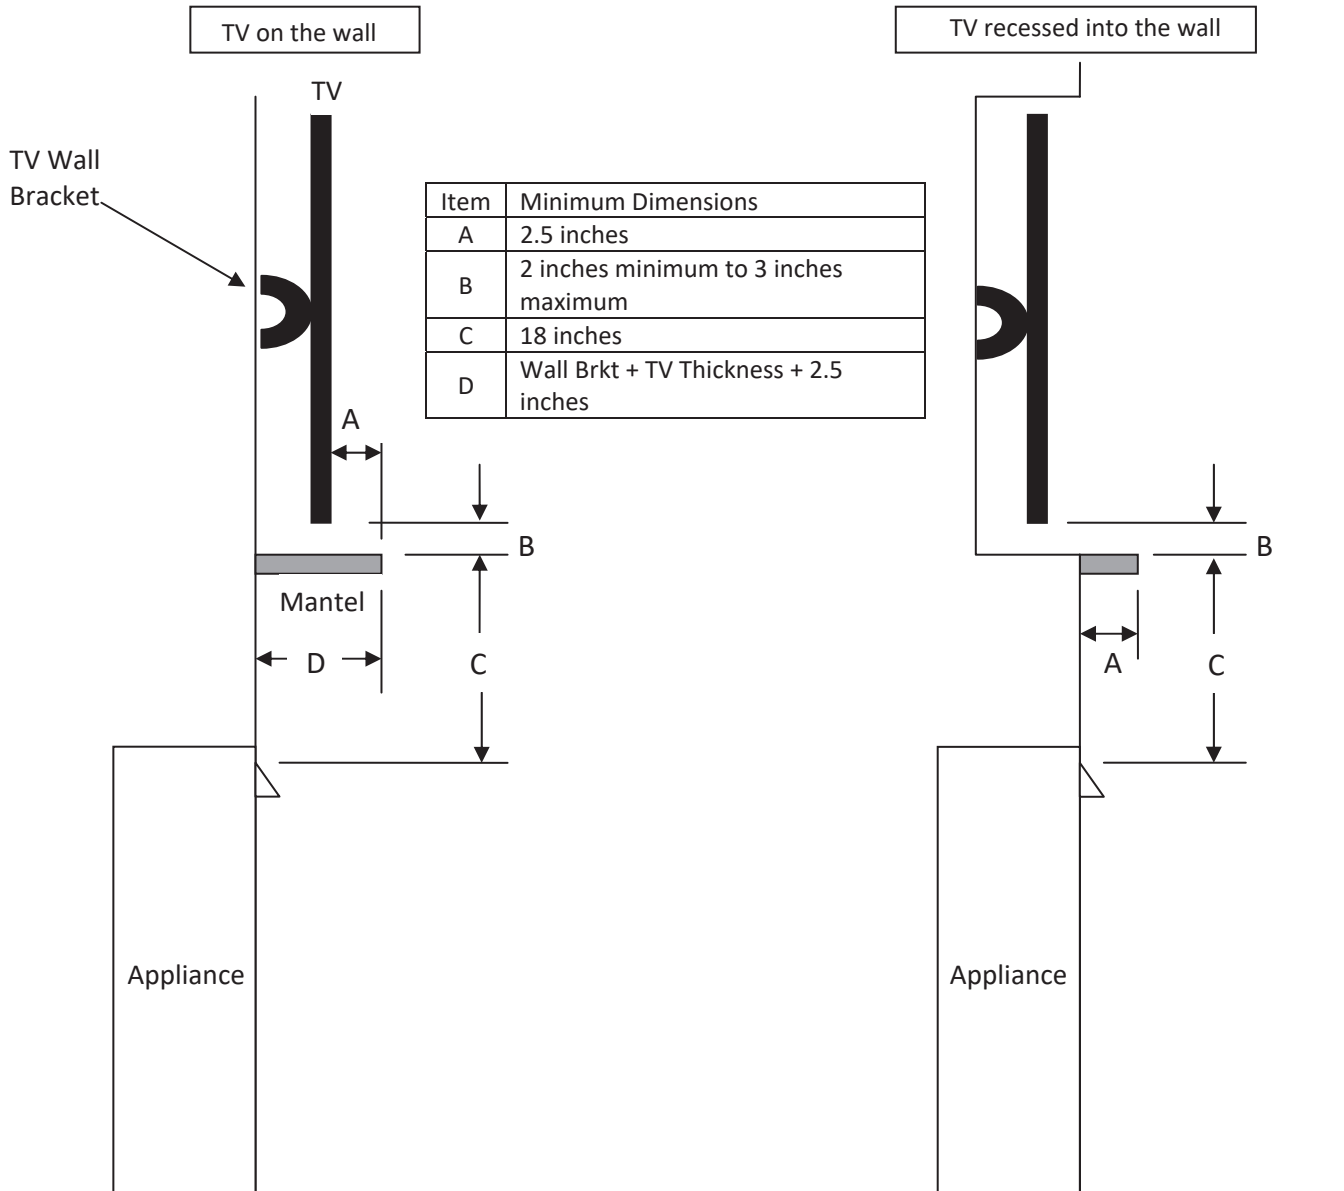 TV on the wall
TV recessed into the wall
TV
TV Wall
Bracket
Item Minimum Dimensions
A 2.5 inches
B 2 inches minimum to 3 inches
maximum
C 18 inches
D Wall Brkt + TV Thickness + 2.5
inches
A
B
B
Mantel
D
C
A
C
Appliance
Appliance